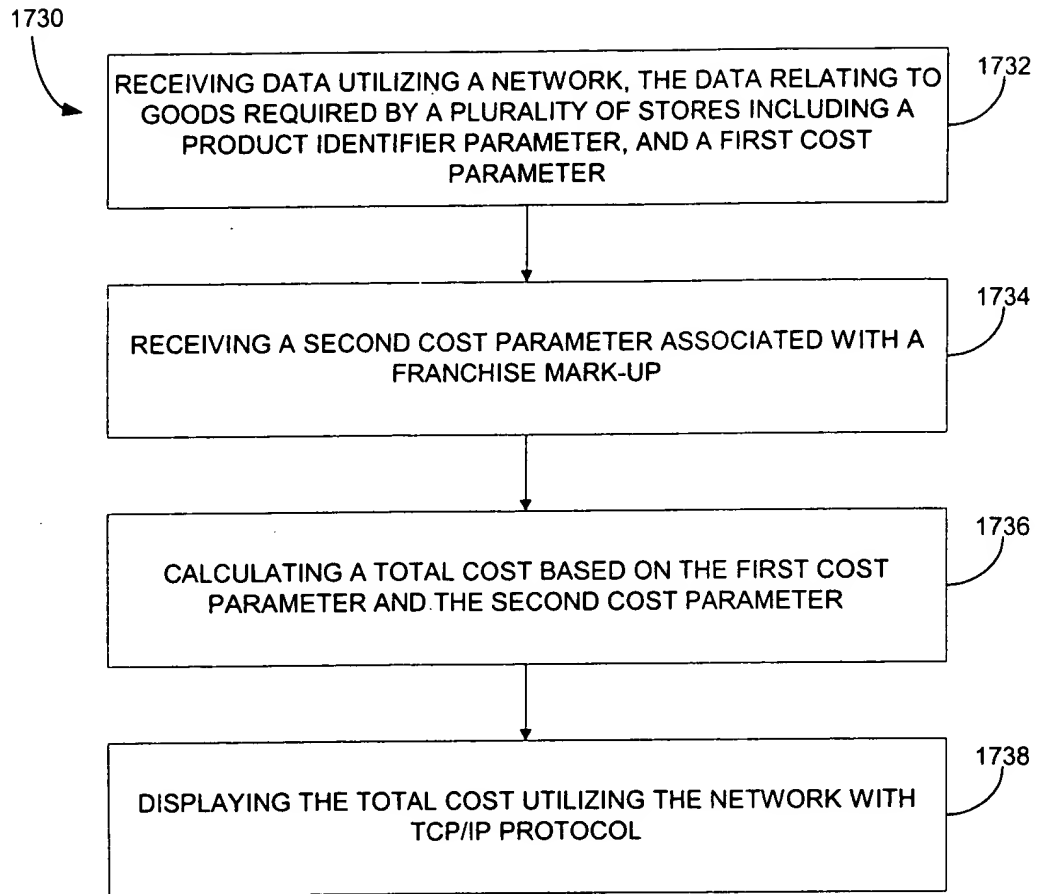 1730
RECEIVING DATA UTILIZING A NETWORK, THE DATA RELATING TO
GOODS REQUIRED BY A PLURALITY OF STORES INCLUDING A
PRODUCT IDENTIFIER PARAMETER, AND A FIRST COST
PARAMETER
1732
RECEIVING A SECOND COST PARAMETER ASSOCIATED WITH A
FRANCHISE MARK-UP
1734
CALCULATING A TOTAL COST BASED ON THE FIRST COST
PARAMETER AND THE SECOND COST PARAMETER
1736
DISPLAYING THE TOTAL COST UTILIZING THE NETWORK WITH
TCP/IP PROTOCOL
1738